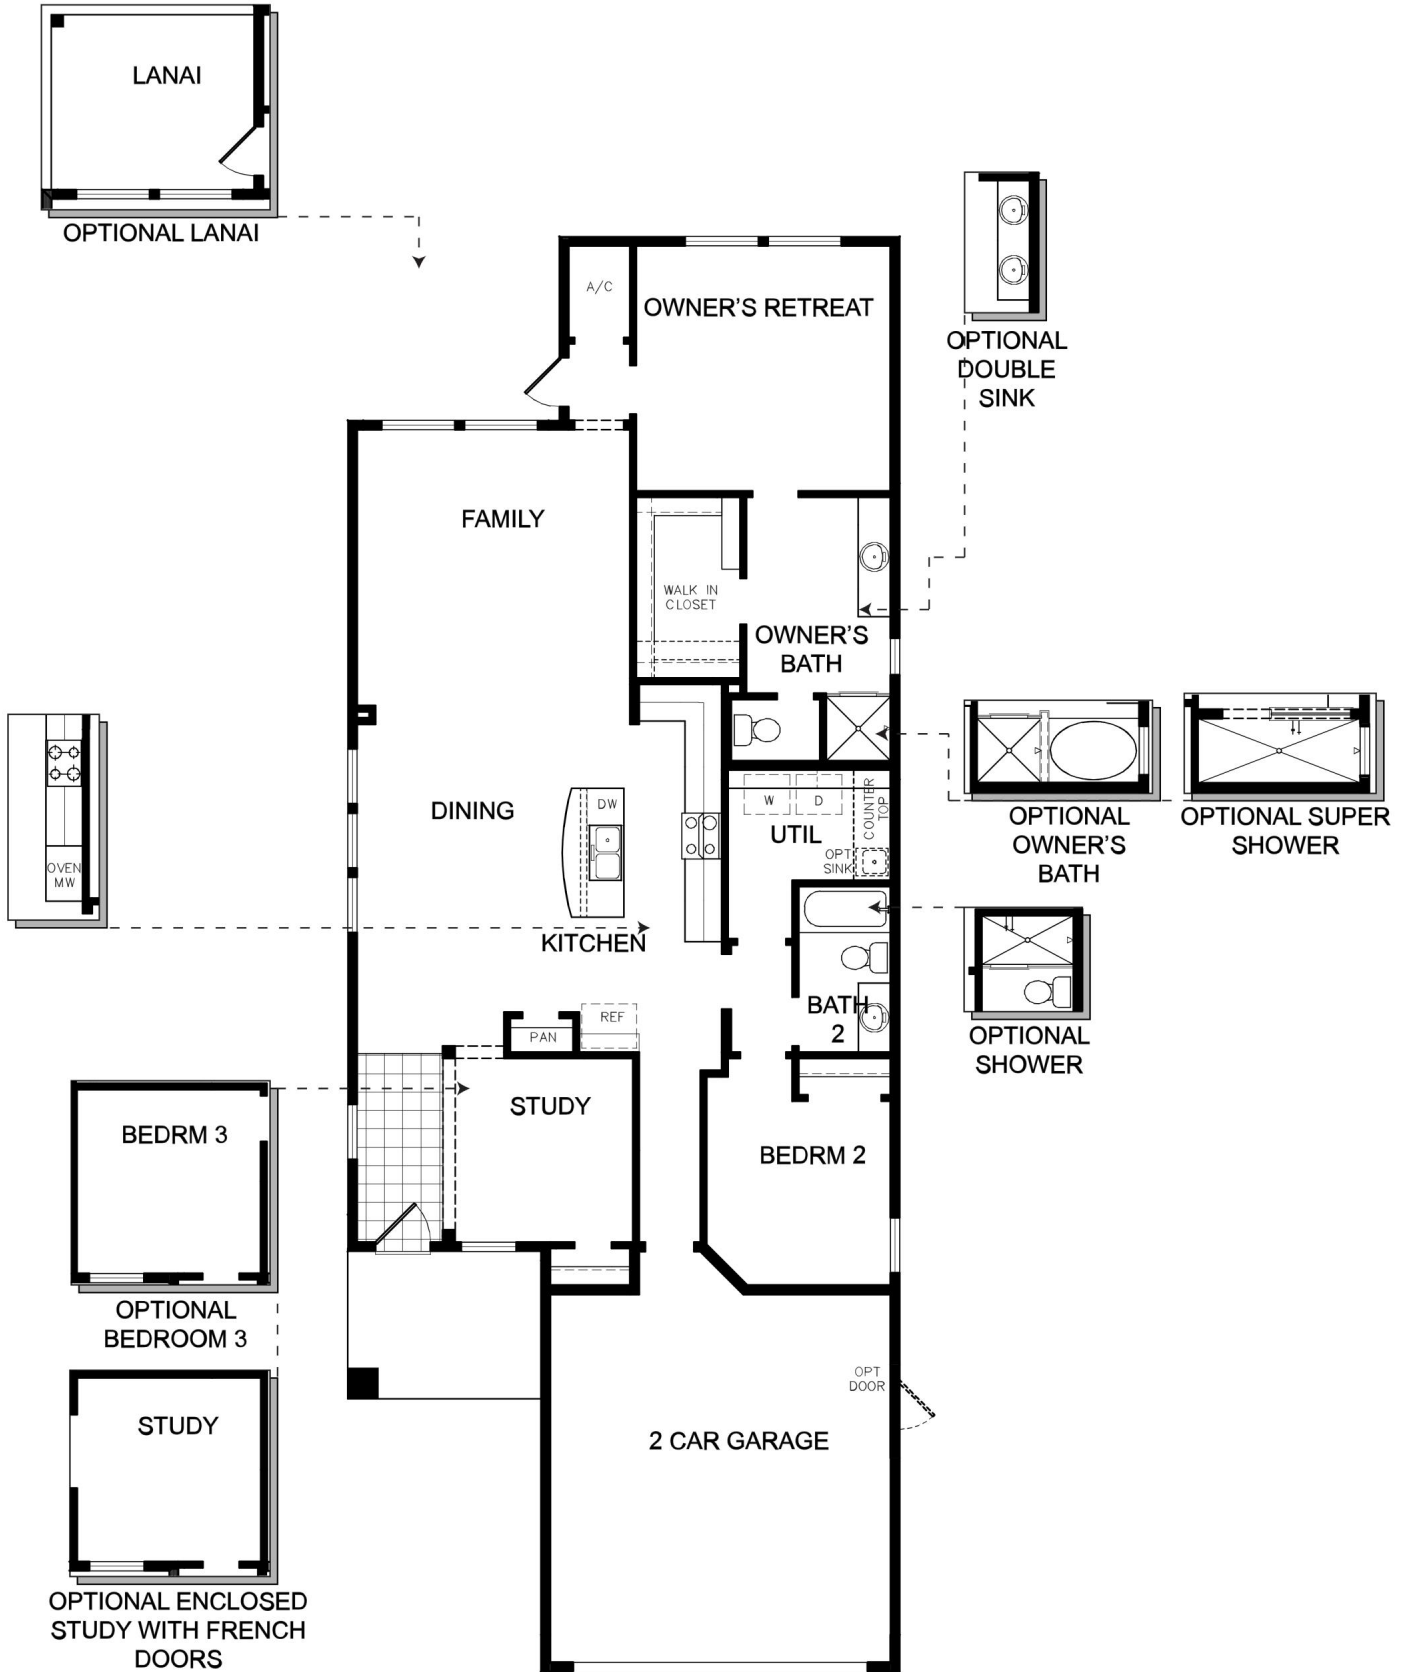 LANAI
OPTIONAL LANAI
A/C
OWNER'S RETREAT
OPTIONAL
DOUBLE
SINK
FAMILY
WALK IN
CLOSET
OWNER'S
BATH
OPTIONAL
OWNER'S
BATH
OPTIONAL SUPER
SHOWER
OVEN
MW
DINING
DW
W
D
COUNTER
TOP
UTIL
OPT
SINK
KITCHEN
BATH
2
OPTIONAL
SHOWER
PAN
REF
STUDY
BEDRM 2
BEDRM 3
OPTIONAL
BEDROOM 3
STUDY
OPTIONAL ENCLOSED
STUDY WITH FRENCH
DOORS
OPT
DOOR
2 CAR GARAGE